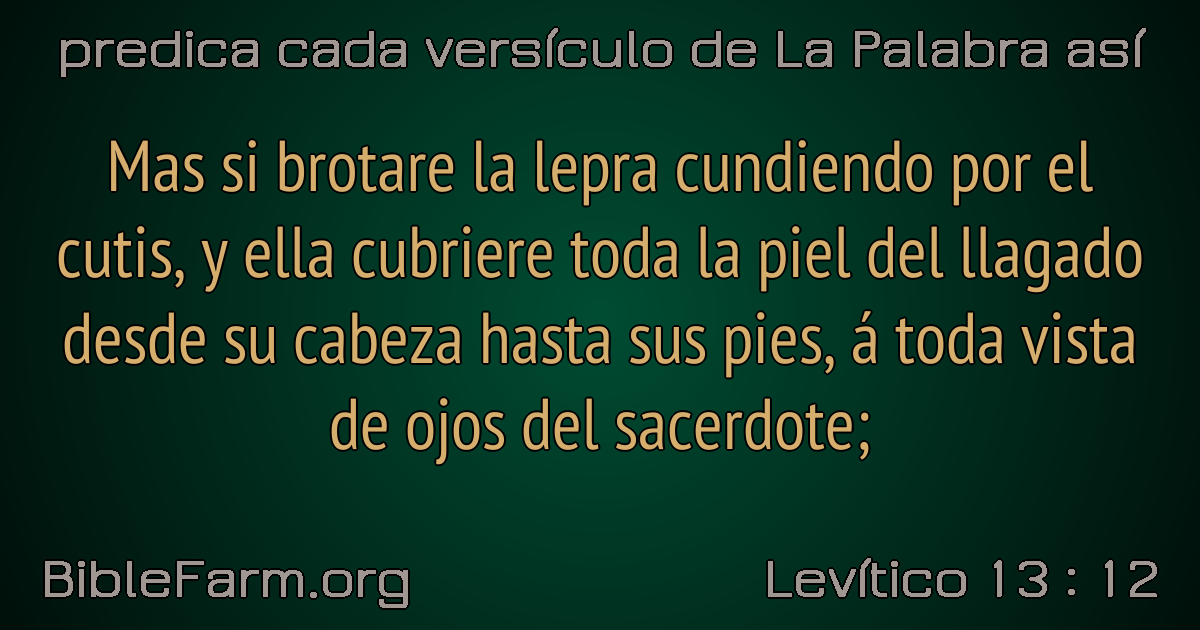 predica cada versículo de La Palabra así
Mas si brotare la lepra cundiendo por el
cutis, y ella cubriere toda la piel del llagado
desde su cabeza hasta sus pies, á toda vista
de ojos del sacerdote;
BibleFarm.org
Levítico 13 : 12